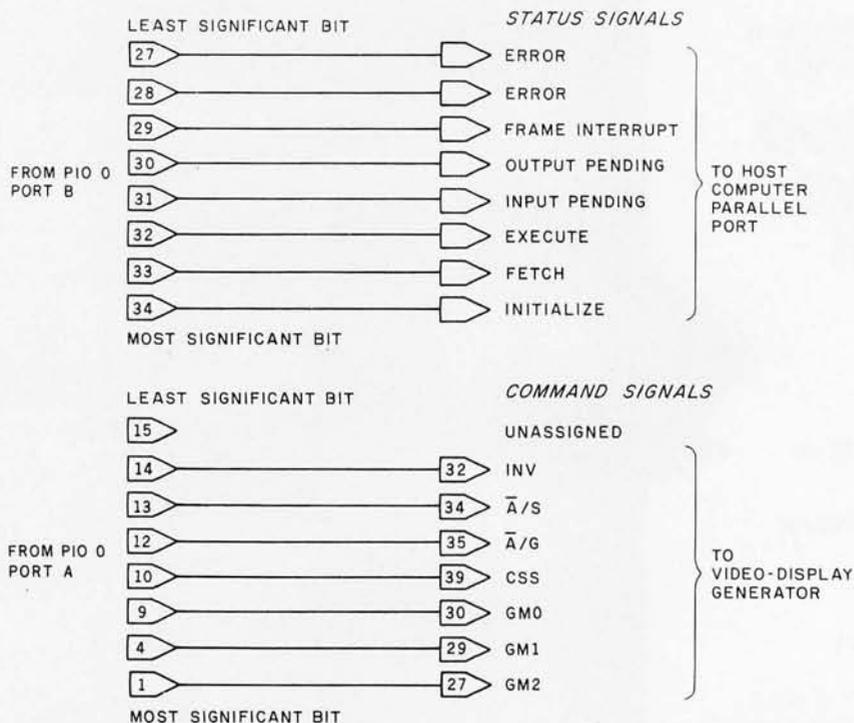 STATUS SIGNALS
LEAST SIGNIFICANT BIT
27 ERROR
28 ERROR
29 FRAME INTERRUPT
30 OUTPUT PENDING
31 INPUT PENDING
32 EXECUTE
33 FETCH
34 INITIALIZE
MOST SIGNIFICANT BIT
FROM PIO 0
PORT B
TO HOST
COMPUTER
PARALLEL
PORT
COMMAND SIGNALS
LEAST SIGNIFICANT BIT
15 UNASSIGNED
14 32 INV
13 34 A̅/S
12 35 A̅/G
10 39 CSS
9 30 GM0
4 29 GM1
1 27 GM2
MOST SIGNIFICANT BIT
FROM PIO 0
PORT A
TO
VIDEO-DISPLAY
GENERATOR